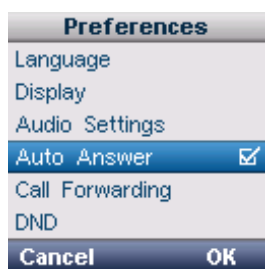 Preferences
Language
Display
Audio Settings
Auto Answer
Call Forwarding
DND
Cancel OK